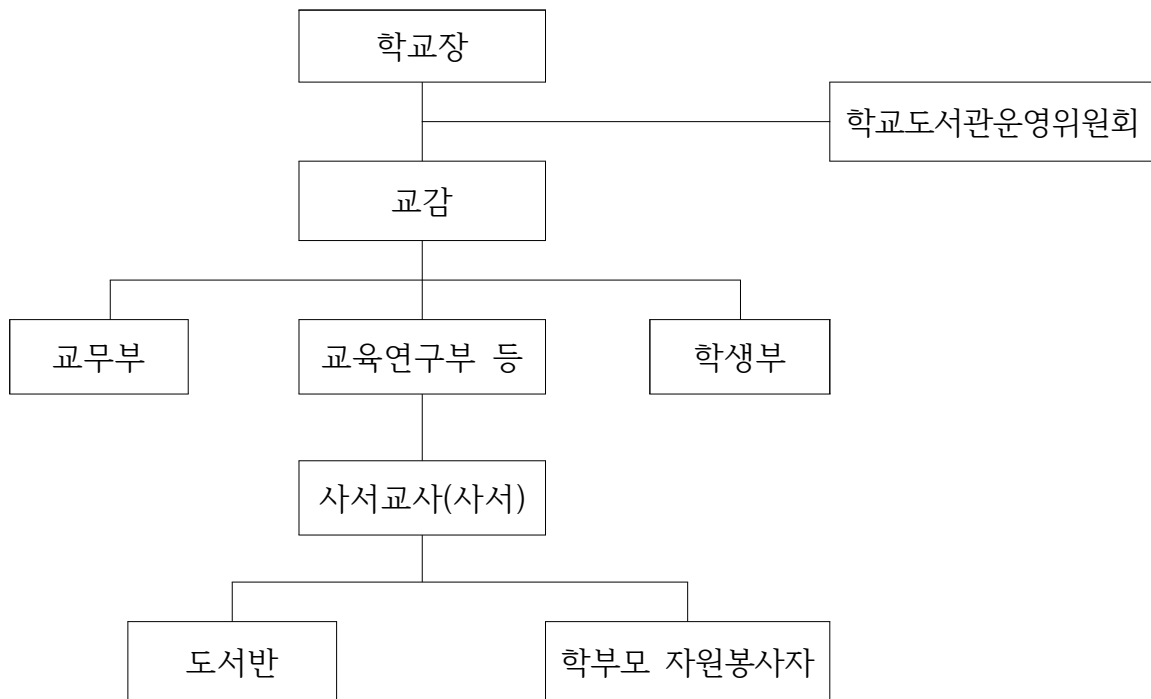 학교장
학교도서관운영위원회
교감
교무부
교육연구부 등
학생부
사서교사(사서)
도서반
학부모 자원봉사자